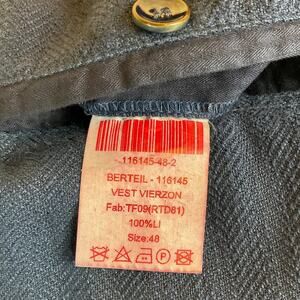 -.116145-48-2
BERTEIL - 116145
VEST VIERZON
Fab:TF09(RTD81)
100%LI
Size:48
P